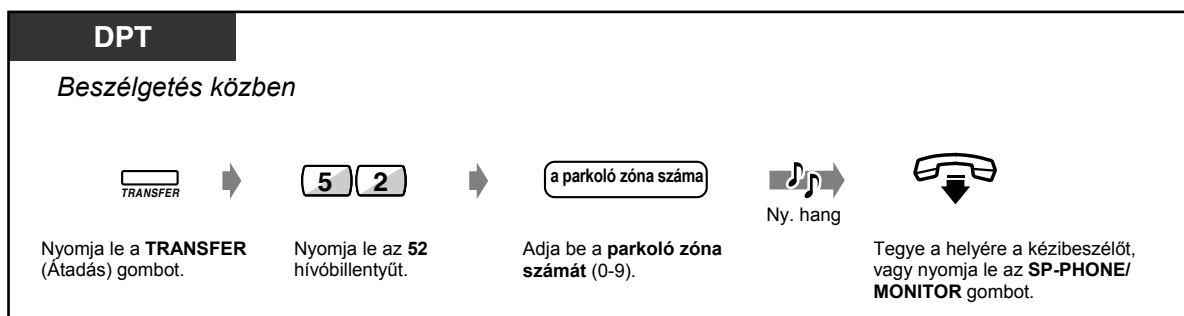 DPT
Beszélgetés közben
TRANSFER
5 2
a parkoló zóna száma
Ny. hang
Nyomja le a TRANSFER
(Átadás) gombot.
Nyomja le az 52
hívóbillentyűt.
Adja be a parkoló zóna
számát (0-9).
Tegye a helyére a kézibeszélőt,
vagy nyomja le az SP-PHONE/
MONITOR gombot.